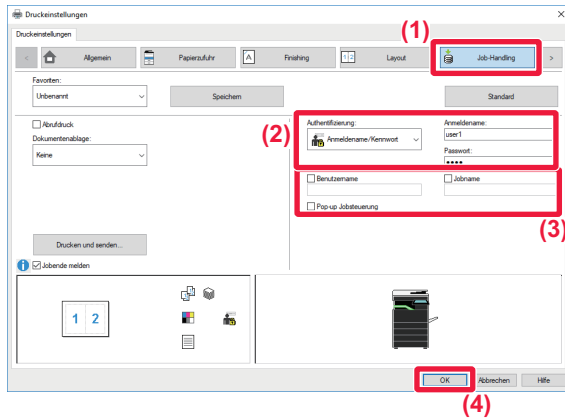 Druckeinstellungen
Druckeinstellungen
(1)
Allgemein
Papierzufuhr
A
Finishing
1 2
Layout
Job-Handling
Favoriten:
Unbenannt
Speichern
Standard
Abrufdruck
Dokumentenablage:
Keine
(2)
Authentifizierung:
Anmeldename/Kennwort
Anmeldename:
user1
Passwort:
••••
Benutzername
Jobname
Pop-up Jobsteuerung
(3)
Drucken und senden...
Jobende melden
1 2
OK
Abbrechen
Hilfe
(4)